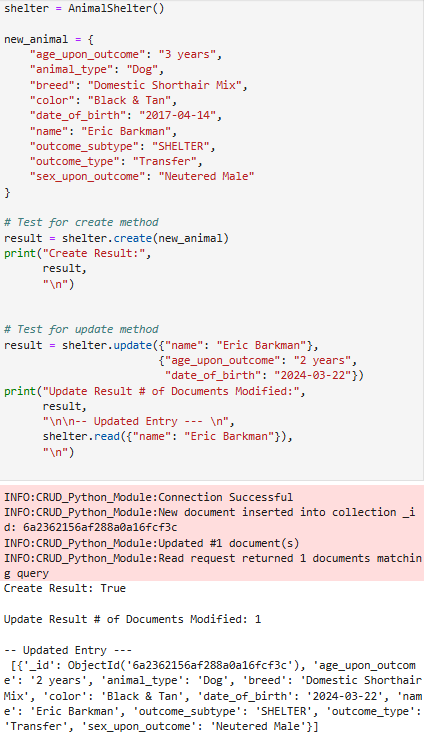 shelter = AnimalShelter()
new_animal = {
    "age_upon_outcome": "3 years",
    "animal_type": "Dog",
    "breed": "Domestic Shorthair Mix",
    "color": "Black & Tan",
    "date_of_birth": "2017-04-14",
    "name": "Eric Barkman",
    "outcome_subtype": "SHELTER",
    "outcome_type": "Transfer",
    "sex_upon_outcome": "Neutered Male"
}
# Test for create method
result = shelter.create(new_animal)
print("Create Result:",
      result,
      "\n")
# Test for update method
result = shelter.update({"name": "Eric Barkman"},
                        {"age_upon_outcome": "2 years",
                         "date_of_birth": "2024-03-22"})
print("Update Result # of Documents Modified:",
      result,
      "\n\n-- Updated Entry --- \n",
      shelter.read({"name": "Eric Barkman"}),
      "\n")
INFO:CRUD_Python_Module:Connection Successful
INFO:CRUD_Python_Module:New document inserted into collection _i
d: 6a2362156af288a0a16fcf3c
INFO:CRUD_Python_Module:Updated #1 document(s)
INFO:CRUD_Python_Module:Read request returned 1 documents matchin
g query
Create Result: True
Update Result # of Documents Modified: 1
-- Updated Entry ---
 [{'_id': ObjectId('6a2362156af288a0a16fcf3c'), 'age_upon_outcom
e': '2 years', 'animal_type': 'Dog', 'breed': 'Domestic Shorthair
Mix', 'color': 'Black & Tan', 'date_of_birth': '2024-03-22', 'nam
e': 'Eric Barkman', 'outcome_subtype': 'SHELTER', 'outcome_type':
'Transfer', 'sex_upon_outcome': 'Neutered Male'}]